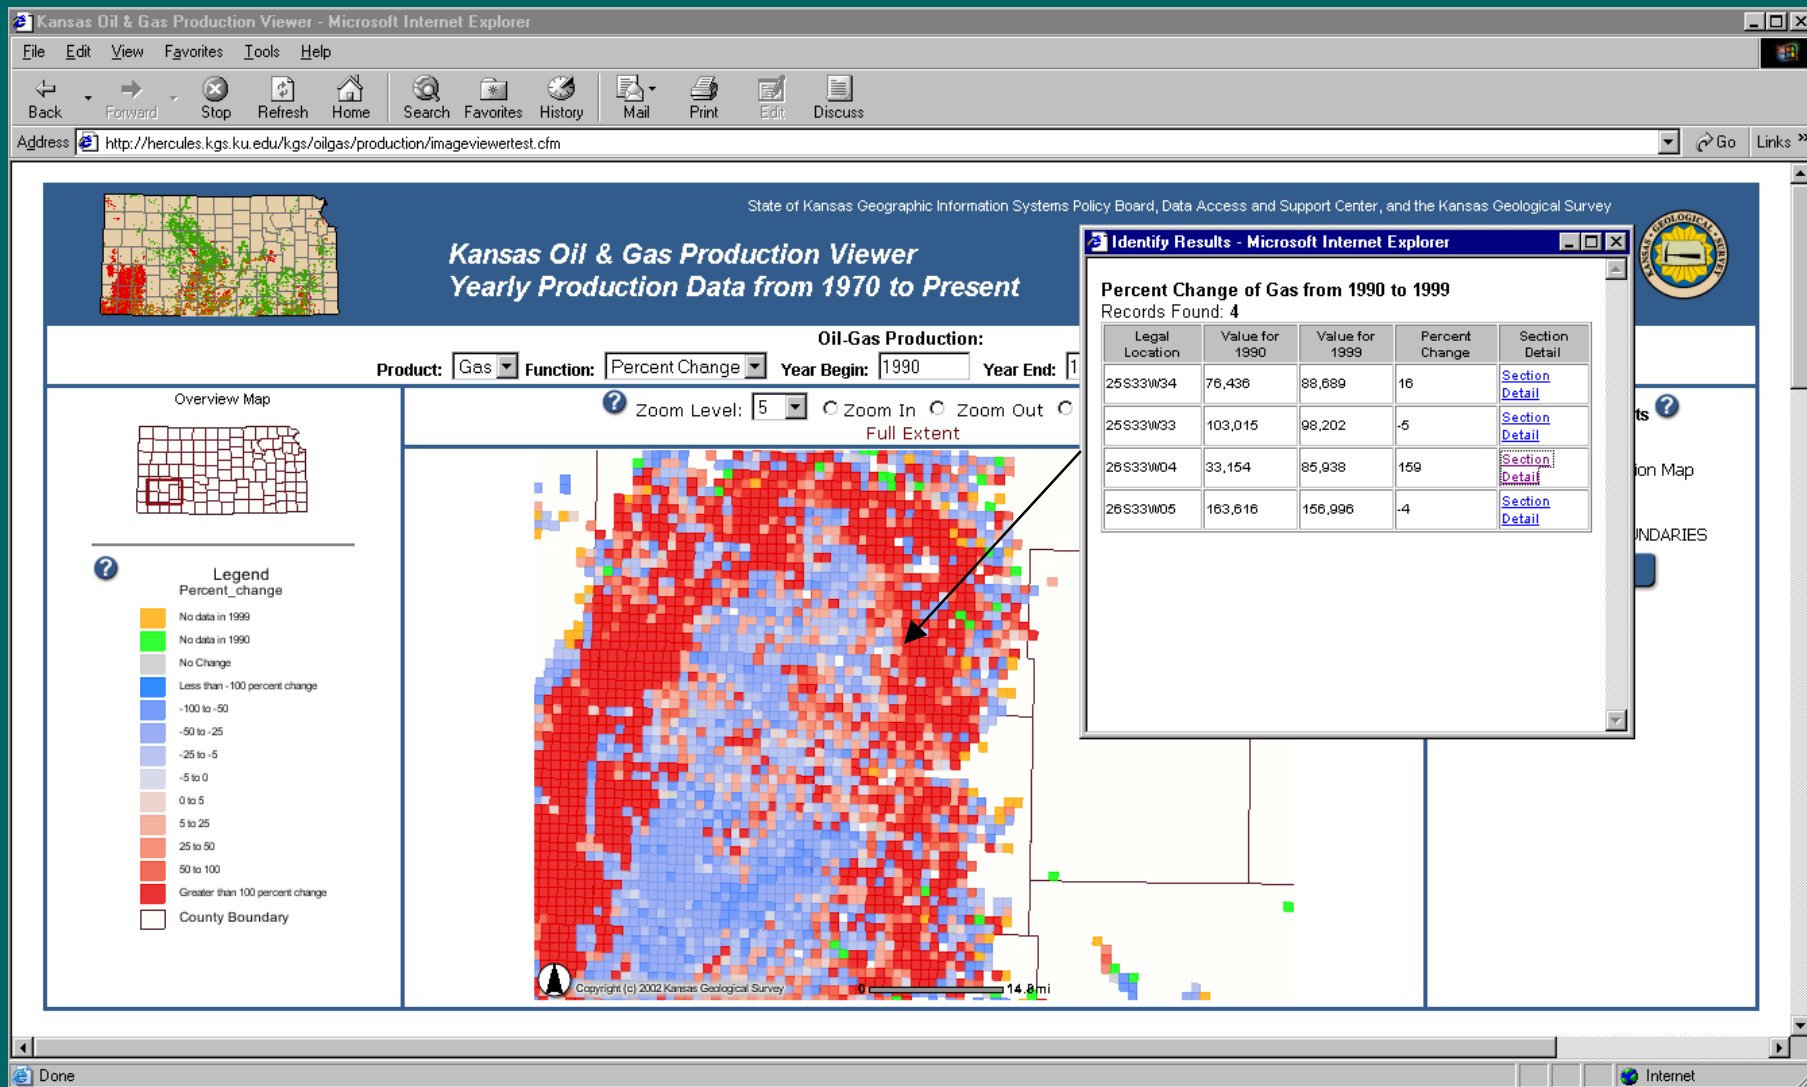 Kansas Oil & Gas Production Viewer - Microsoft Internet Explorer
File Edit View Favorites Tools Help
Back Forward Stop Refresh Home Search Favorites History Mail Print Edit Discuss
Address http://hercules.kgs.ku.edu/kgs/oilgas/production/imageviewertest.cfm Go Links »
State of Kansas Geographic Information Systems Policy Board, Data Access and Support Center, and the Kansas Geological Survey
Kansas Oil & Gas Production Viewer
Yearly Production Data from 1970 to Present
KANSAS GEOLOGICAL SURVEY
Oil-Gas Production:
Product: Gas Function: Percent Change Year Begin: 1990 Year End: 1
Overview Map
? Zoom Level: 5 Zoom In Zoom Out
Full Extent
ts ?
ion Map
UNDARIES
? Legend
Percent_change
No data in 1999
No data in 1990
No Change
Less than -100 percent change
-100 to -50
-50 to -25
-25 to -5
-5 to 0
0 to 5
5 to 25
25 to 50
50 to 100
Greater than 100 percent change
County Boundary
Copyright (c) 2002 Kansas Geological Survey
0 14.8mi
Identify Results - Microsoft Internet Explorer
Percent Change of Gas from 1990 to 1999
Records Found: 4
Legal Location Value for 1990 Value for 1999 Percent Change Section Detail
25S33W34 76,436 88,689 16 Section Detail
25S33W33 103,015 98,202 -5 Section Detail
26S33W04 33,154 85,938 159 Section Detail
26S33W05 163,616 156,996 -4 Section Detail
Done Internet